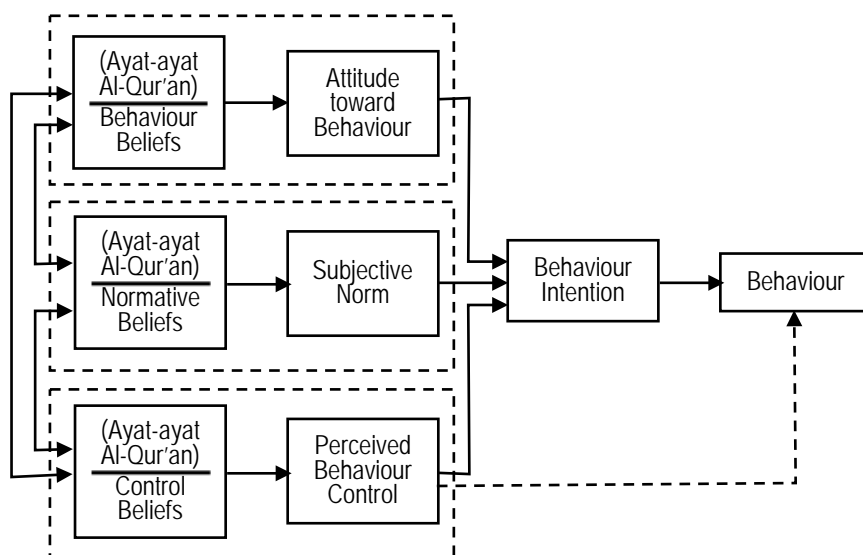 (Ayat-ayat
Al-Qur'an)
Behaviour
Beliefs
Attitude
toward
Behaviour
(Ayat-ayat
Al-Qur'an)
Normative
Beliefs
Subjective
Norm
Behaviour
Intention
Behaviour
(Ayat-ayat
Al-Qur'an)
Control
Beliefs
Perceived
Behaviour
Control